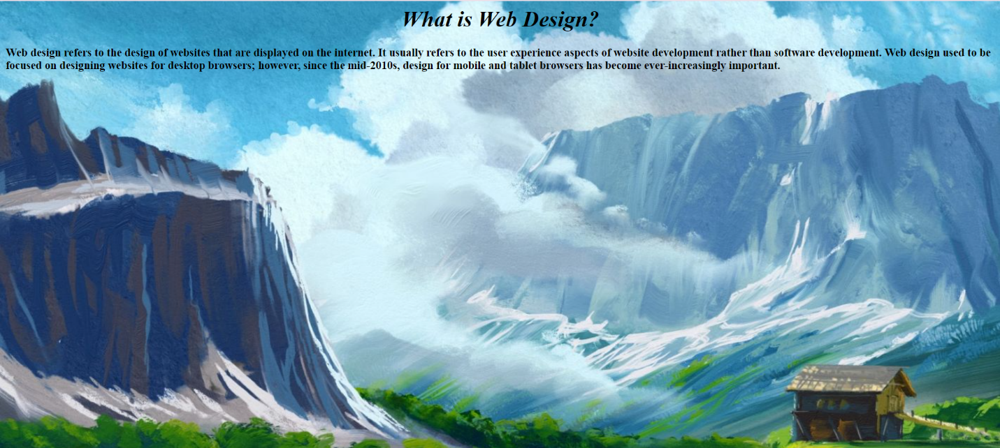 What is Web Design?
Web design refers to the design of websites that are displayed on the internet. It usually refers to the user experience aspects of website development rather than software development. Web design used to be
focused on designing websites for desktop browsers; however, since the mid-2010s, design for mobile and tablet browsers has become ever-increasingly important.